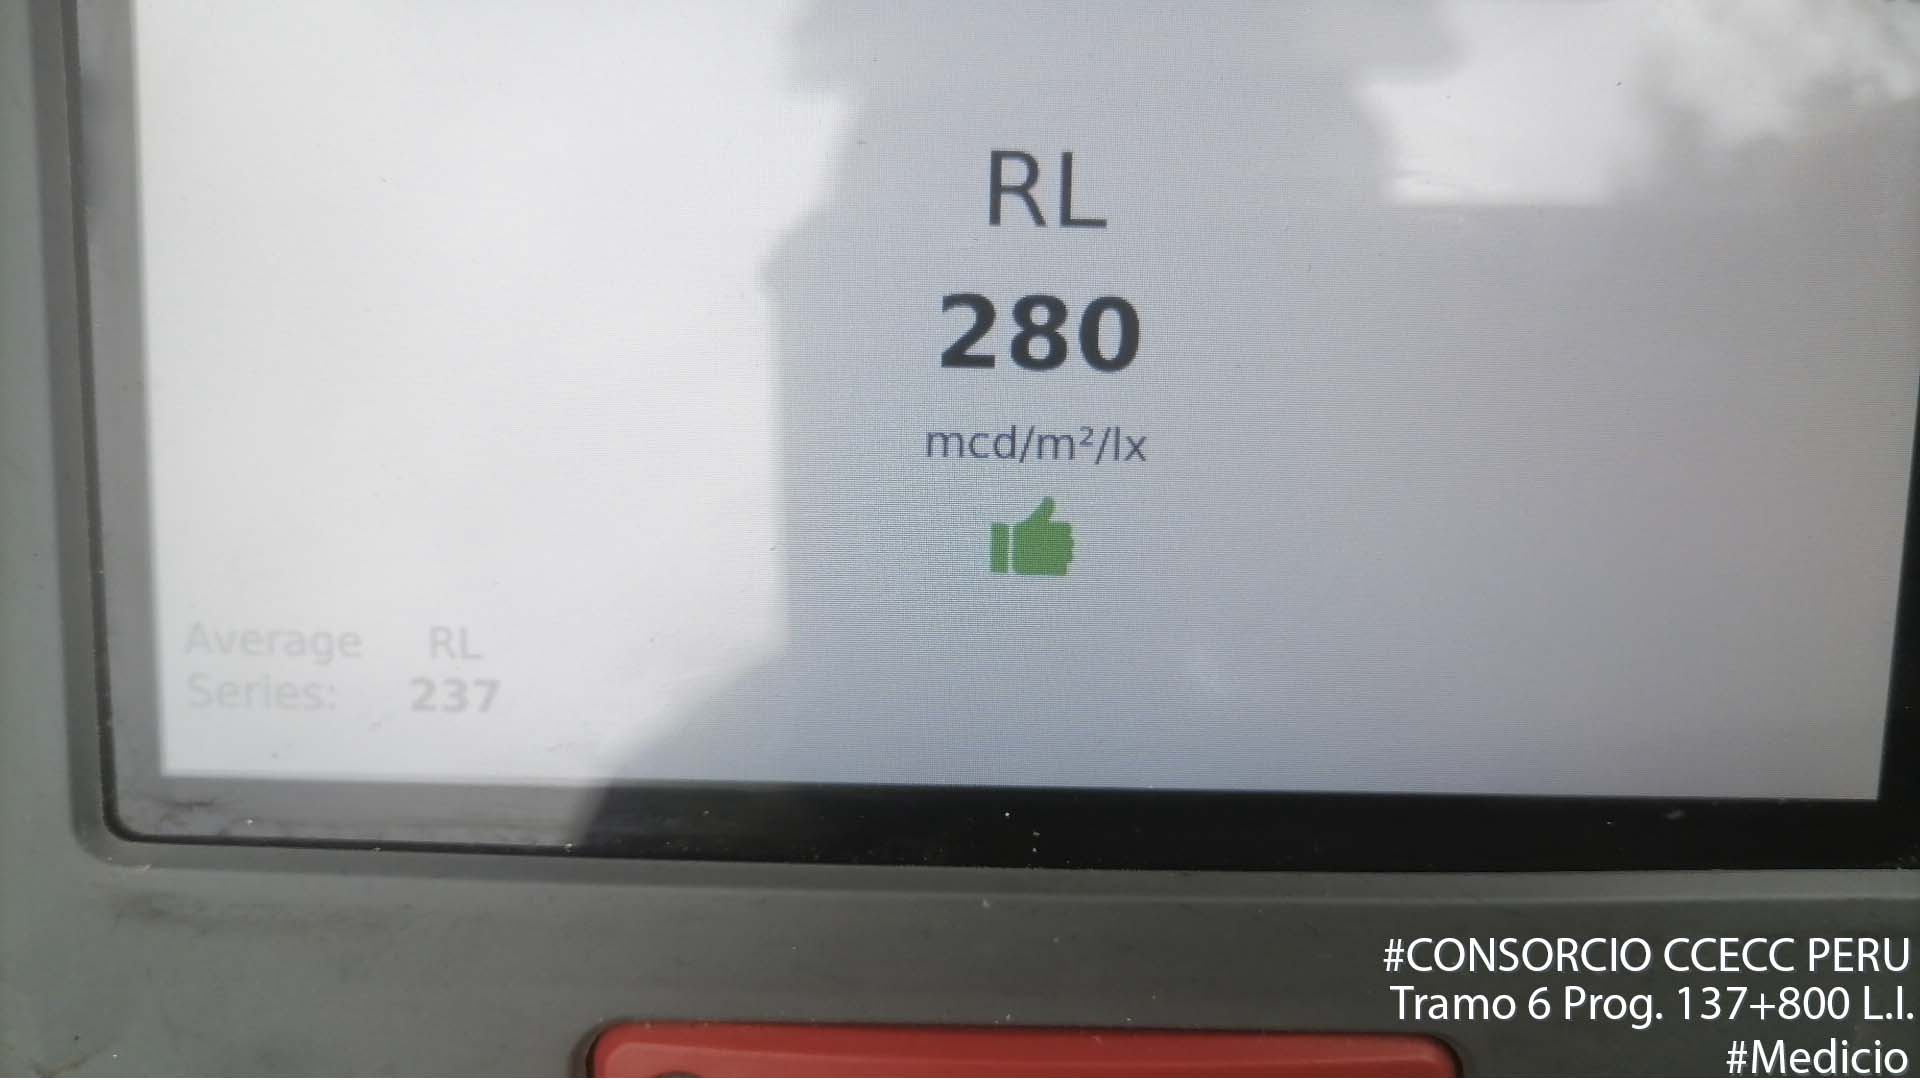 RL
280
mcd/m²/lx
Average RL
Series: 237
#CONSORCIO CCECC PERU
Tramo 6 Prog. 137+800 L.I.
#Medicio